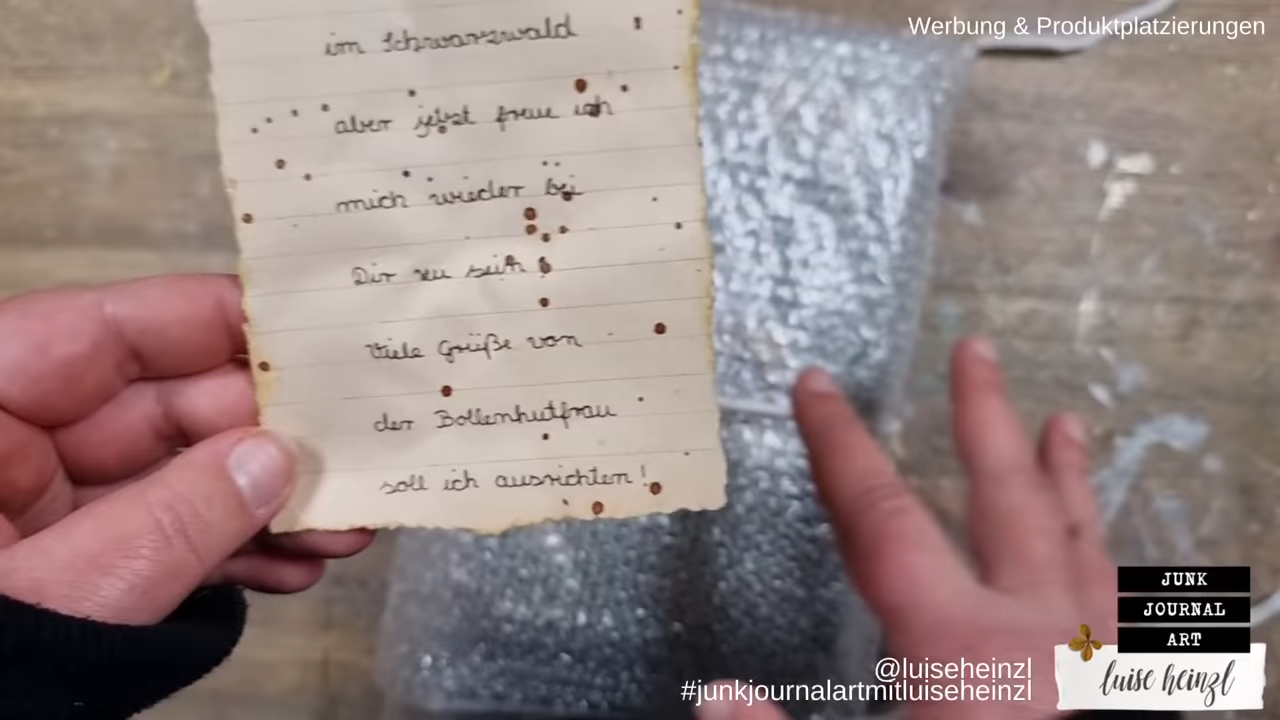 Werbung & Produktplatzierungen
im Schwarzwald
aber jetzt freue ich
mich wieder bei
Dir zu sein!
Viele Grüße von
der Bollenhutfrau
soll ich ausrichten!
JUNK
JOURNAL
ART
luise heinzl
@luiseheinzl
#junkjournalartmitluiseheinzl